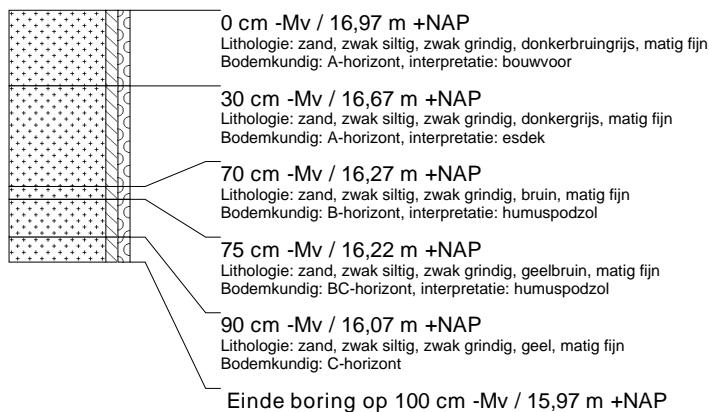 0 cm -Mv / 16,97 m +NAP
Lithologie: zand, zwak siltig, zwak grindig, donkerbruingrijs, matig fijn
Bodemkundig: A-horizont, interpretatie: bouwvoor
30 cm -Mv / 16,67 m +NAP
Lithologie: zand, zwak siltig, zwak grindig, donkergrijs, matig fijn
Bodemkundig: A-horizont, interpretatie: esdek
70 cm -Mv / 16,27 m +NAP
Lithologie: zand, zwak siltig, zwak grindig, bruin, matig fijn
Bodemkundig: B-horizont, interpretatie: humuspodzol
75 cm -Mv / 16,22 m +NAP
Lithologie: zand, zwak siltig, zwak grindig, geelbruin, matig fijn
Bodemkundig: BC-horizont, interpretatie: humuspodzol
90 cm -Mv / 16,07 m +NAP
Lithologie: zand, zwak siltig, zwak grindig, geel, matig fijn
Bodemkundig: C-horizont
Einde boring op 100 cm -Mv / 15,97 m +NAP